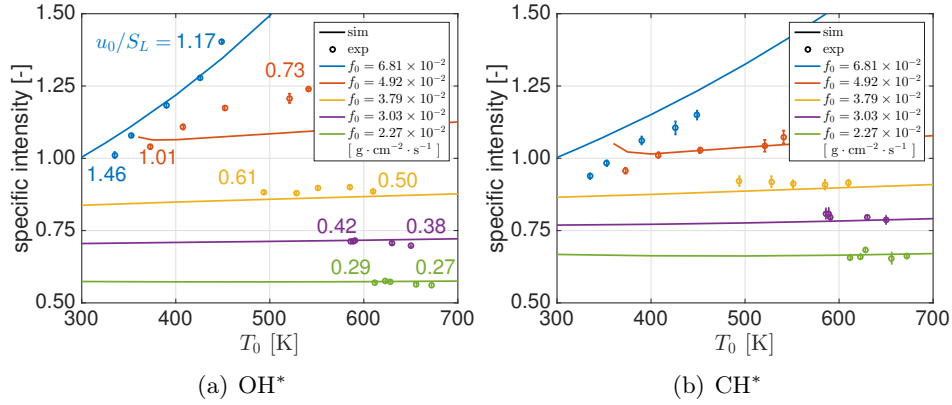 1.50
1.25
1.00
0.75
0.50
specific intensity [-]
u₀/S_L = 1.17
0.73
1.46
1.01
0.61
0.50
0.42
0.38
0.29
0.27
sim
exp
f₀ = 6.81 × 10⁻²
f₀ = 4.92 × 10⁻²
f₀ = 3.79 × 10⁻²
f₀ = 3.03 × 10⁻²
f₀ = 2.27 × 10⁻²
[ g · cm⁻² · s⁻¹ ]
300 400 500 600 700
T₀ [K]
(a) OH*
1.50
1.25
1.00
0.75
0.50
specific intensity [-]
sim
exp
f₀ = 6.81 × 10⁻²
f₀ = 4.92 × 10⁻²
f₀ = 3.79 × 10⁻²
f₀ = 3.03 × 10⁻²
f₀ = 2.27 × 10⁻²
[ g · cm⁻² · s⁻¹ ]
300 400 500 600 700
T₀ [K]
(b) CH*